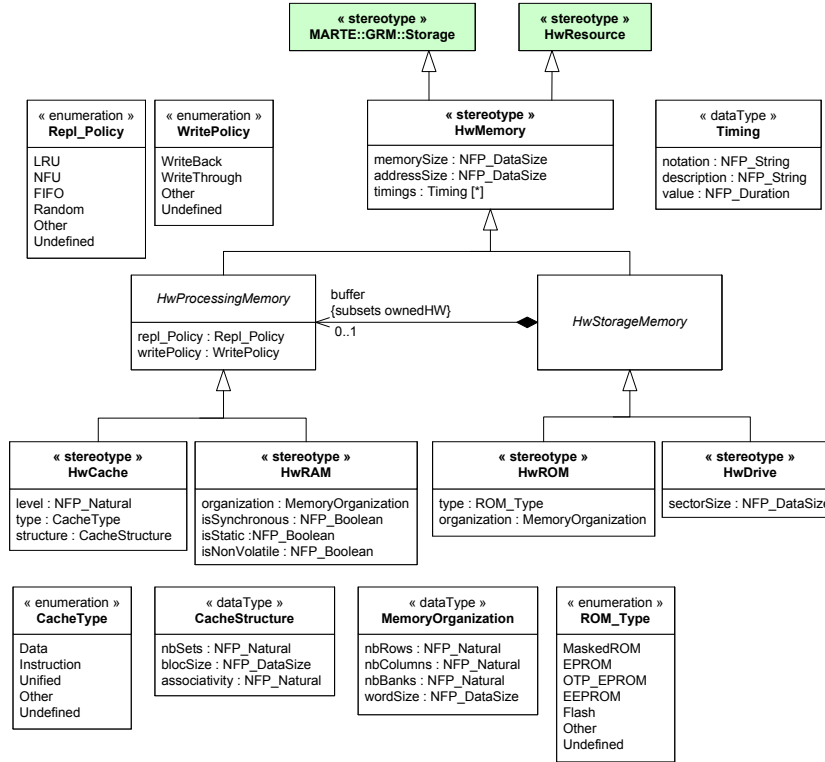 « stereotype »
MARTE::GRM::Storage
« stereotype »
HwResource
« enumeration »
Repl_Policy
LRU
NFU
FIFO
Random
Other
Undefined
« enumeration »
WritePolicy
WriteBack
WriteThrough
Other
Undefined
« stereotype »
HwMemory
memorySize : NFP_DataSize
addressSize : NFP_DataSize
timings : Timing [*]
« dataType »
Timing
notation : NFP_String
description : NFP_String
value : NFP_Duration
HwProcessingMemory
repl_Policy : Repl_Policy
writePolicy : WritePolicy
buffer
{subsets ownedHW}
0..1
HwStorageMemory
« stereotype »
HwCache
level : NFP_Natural
type : CacheType
structure : CacheStructure
« stereotype »
HwRAM
organization : MemoryOrganization
isSynchronous : NFP_Boolean
isStatic :NFP_Boolean
isNonVolatile : NFP_Boolean
« stereotype »
HwROM
type : ROM_Type
organization : MemoryOrganization
« stereotype »
HwDrive
sectorSize : NFP_DataSize
« enumeration »
CacheType
Data
Instruction
Unified
Other
Undefined
« dataType »
CacheStructure
nbSets : NFP_Natural
blocSize : NFP_DataSize
associativity : NFP_Natural
« dataType »
MemoryOrganization
nbRows : NFP_Natural
nbColumns : NFP_Natural
nbBanks : NFP_Natural
wordSize : NFP_DataSize
« enumeration »
ROM_Type
MaskedROM
EPROM
OTP_EPROM
EEPROM
Flash
Other
Undefined